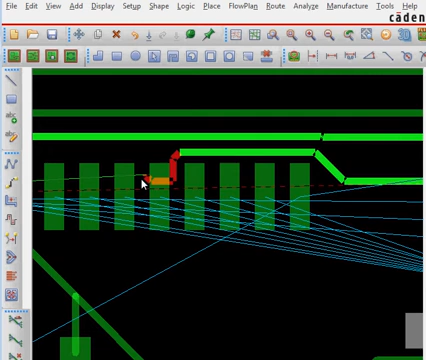 File Edit View Add Display Setup Shape Logic Place FlowPlan Route Analyze Manufacture Tools Help
cāden